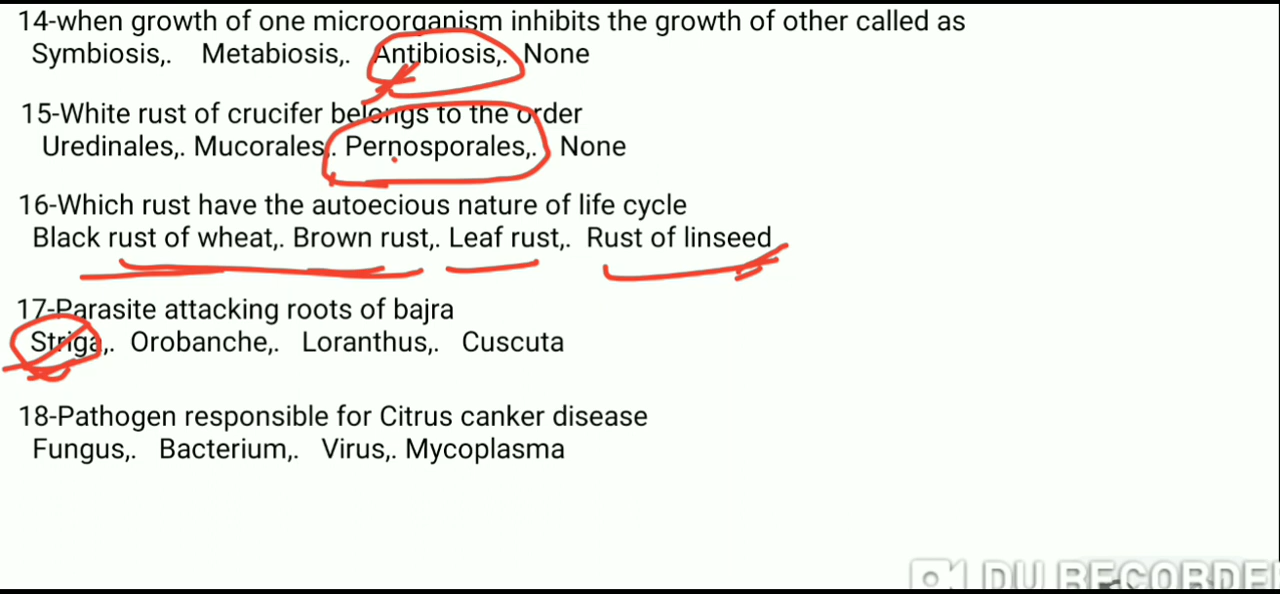 14-when growth of one microorganism inhibits the growth of other called as
Symbiosis,. Metabiosis,. Antibiosis,. None
15-White rust of crucifer belongs to the order
Uredinales,. Mucorales,. Pernosporales,. None
16-Which rust have the autoecious nature of life cycle
Black rust of wheat,. Brown rust,. Leaf rust,. Rust of linseed
17-Parasite attacking roots of bajra
Striga,. Orobanche,. Loranthus,. Cuscuta
18-Pathogen responsible for Citrus canker disease
Fungus,. Bacterium,. Virus,. Mycoplasma
DU RECORDER